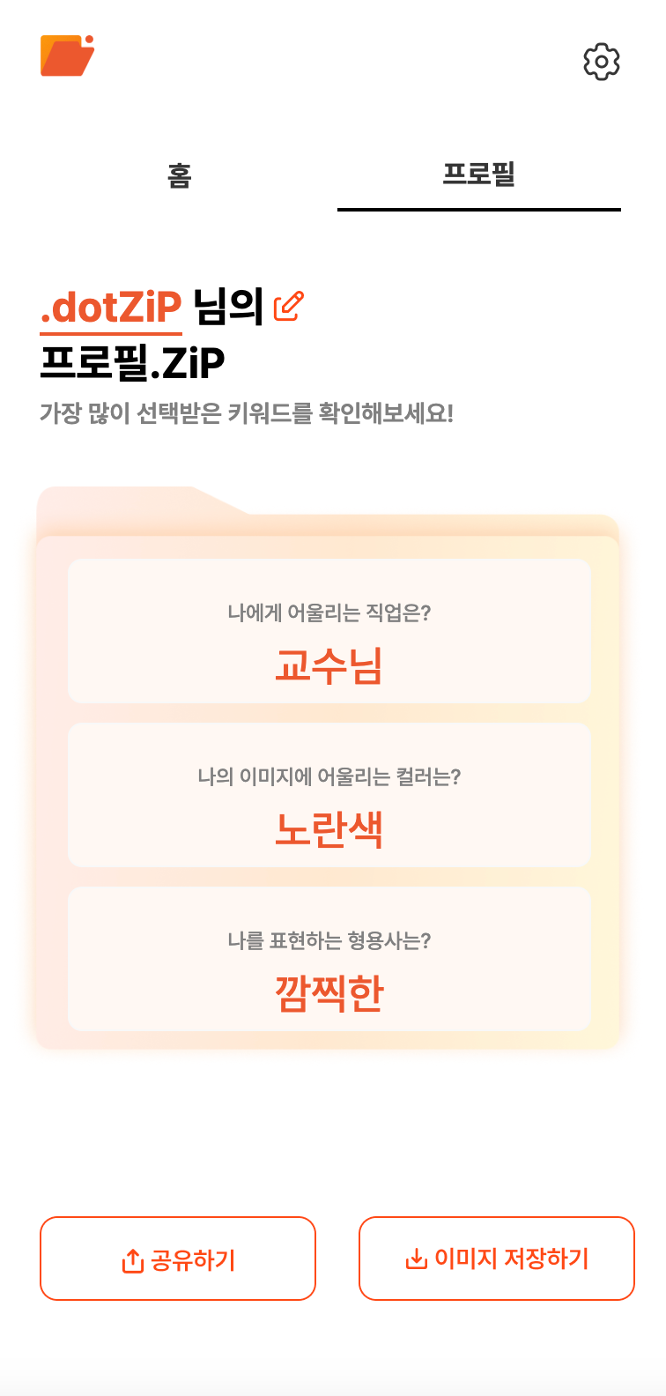 홈
프로필
.dotZiP 님의
프로필.ZiP
가장 많이 선택받은 키워드를 확인해보세요!
나에게 어울리는 직업은?
교수님
나의 이미지에 어울리는 컬러는?
노란색
나를 표현하는 형용사는?
깜찍한
공유하기
이미지 저장하기